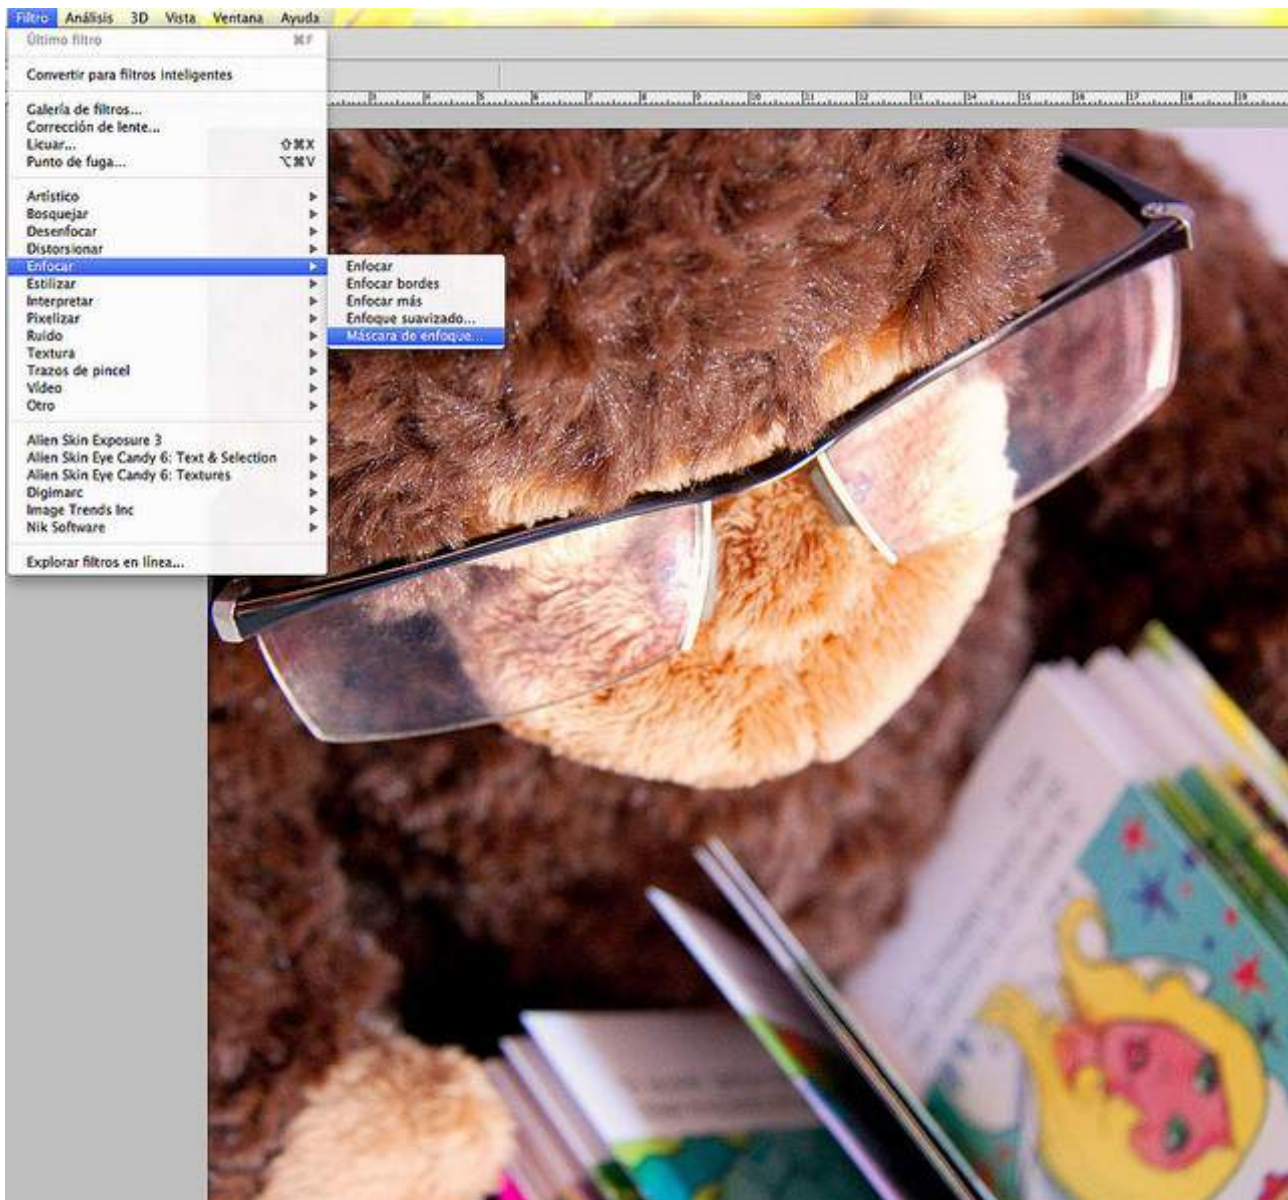 Filtro Análisis 3D Vista Ventana Ayuda
Último filtro ⌘F
Convertir para filtros inteligentes
Galería de filtros...
Corrección de lente...
Licuar... ⇧⌘X
Punto de fuga... ⌥⌘V
Artístico
Bosquejar
Desenfocar
Distorsionar
Enfocar
Estilizar
Interpretar
Pixelizar
Ruido
Textura
Trazos de pincel
Vídeo
Otro
Alien Skin Exposure 3
Alien Skin Eye Candy 6: Text & Selection
Alien Skin Eye Candy 6: Textures
Digimarc
Image Trends Inc
Nik Software
Explorar filtros en línea...
Enfocar
Enfocar bordes
Enfocar más
Enfoque suavizado...
Máscara de enfoque...